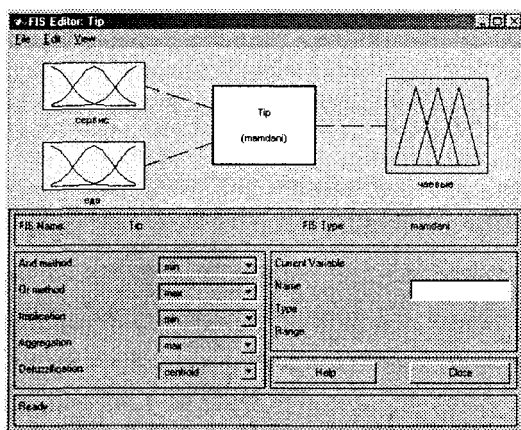 FIS Editor: Tip
File Edit View
сервис
еда
Tip
(mamdani)
чаевые
FIS Name: Tip FIS Type: mamdani
And method min
Or method max
Implication min
Aggregation max
Defuzzification centroid
Current Variable
Name
Type
Range
Help Close
Ready